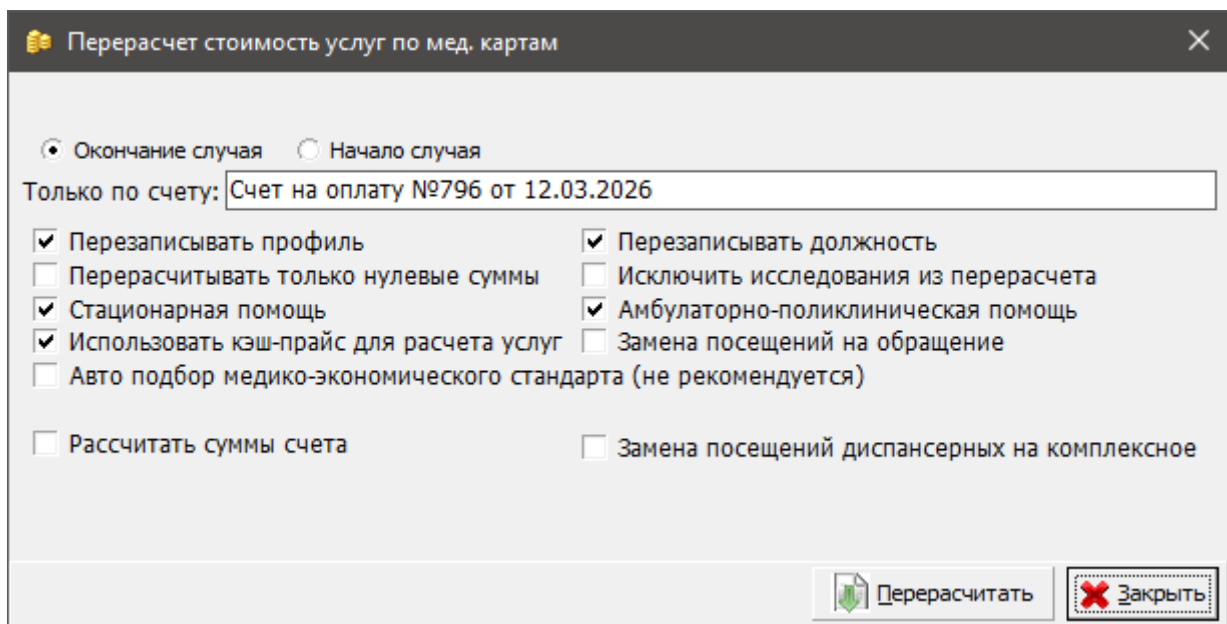 Перерасчет стоимость услуг по мед. картам
Окончание случая Начало случая
Только по счету: Счет на оплату №796 от 12.03.2026
Перезаписывать профиль Перезаписывать должность
Перерасчитывать только нулевые суммы Исключить исследования из перерасчета
Стационарная помощь Амбулаторно-поликлиническая помощь
Использовать кэш-прайс для расчета услуг Замена посещений на обращение
Авто подбор медико-экономического стандарта (не рекомендуется)
Рассчитать суммы счета Замена посещений диспансерных на комплексное
Перерасчитать Закрыть